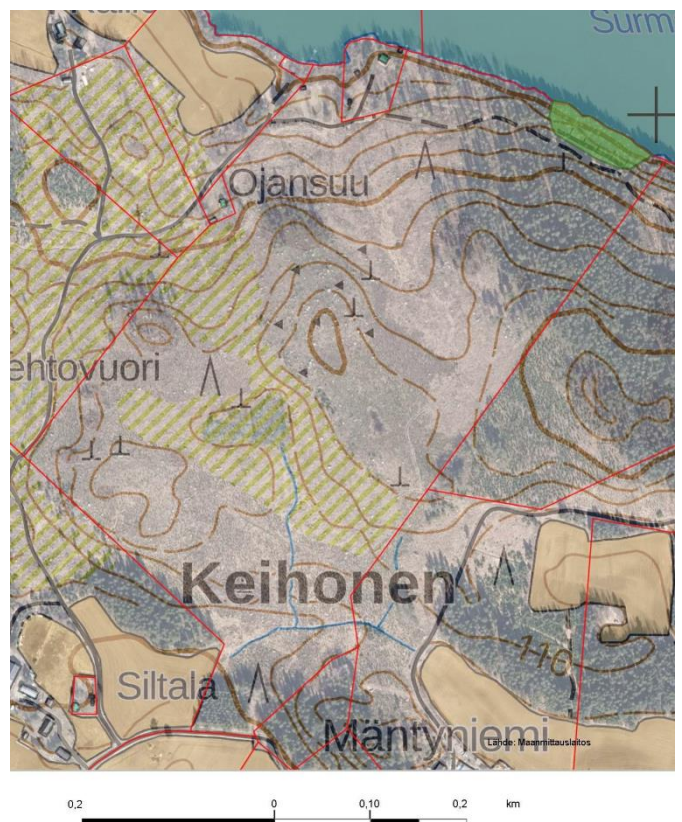 Surm
Ojansuu
ehtovuori
Keihonen
110
Siltala
Mäntyniemi
Lähde: Maanmittauslaitos
0,2 0 0,10 0,2 km